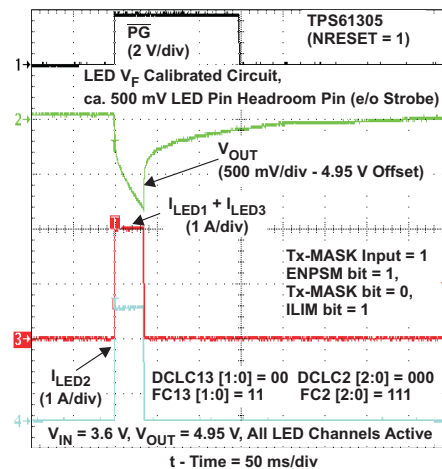 PG
(2 V/div)
TPS61305
(NRESET = 1)
1
LED VF Calibrated Circuit,
ca. 500 mV LED Pin Headroom Pin (e/o Strobe)
2
VOUT
(500 mV/div - 4.95 V Offset)
ILED1 + ILED3
(1 A/div)
Tx-MASK Input = 1
ENPSM bit = 1,
Tx-MASK bit = 0,
ILIM bit = 1
3
ILED2
(1 A/div)
DCLC13 [1:0] = 00 DCLC2 [2:0] = 000
FC13 [1:0] = 11 FC2 [2:0] = 111
4
VIN = 3.6 V, VOUT = 4.95 V, All LED Channels Active
t - Time = 50 ms/div